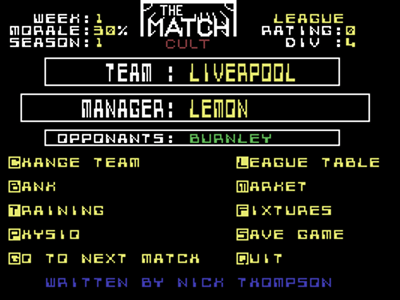 WEEK:1 THE LEAGUE
MORALE:30% MATCH RATING:0
SEASON:1 CULT DIV :4
TEAM : LIVERPOOL
MANAGER: LEMON
OPPONANTS: BURNLEY
CHANGE TEAM LEAGUE TABLE
BANK MARKET
TRAINING FIXTURES
PHYSIO SAVE GAME
GO TO NEXT MATCH QUIT
WRITTEN BY NICK THOMPSON